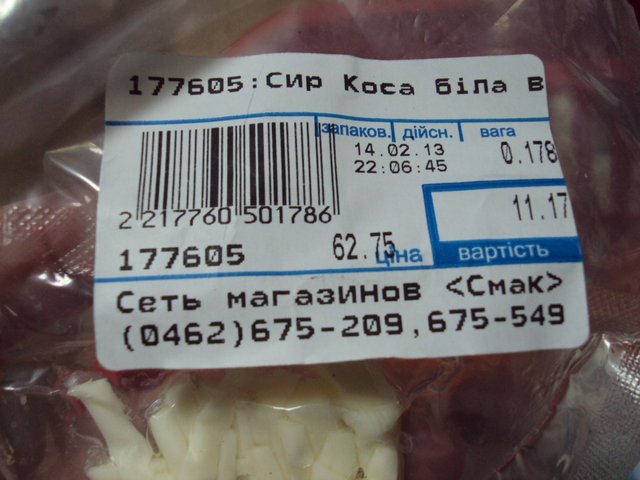 177605:Сир Коса біла в
запаков. дійсн. вага
14.02.13 0.178
22:06:45
2 217760 501786
11.17
177605 62.75 ціна вартість
Сеть магазинов <Смак>
(0462)675-209,675-549